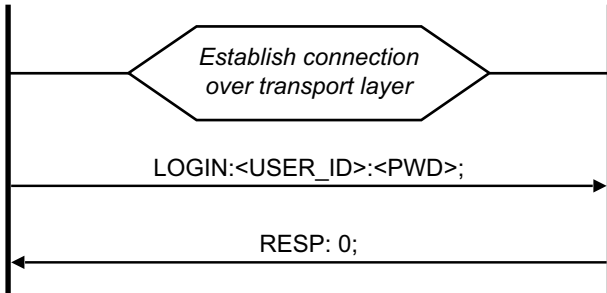 Establish connection
over transport layer
LOGIN:<USER_ID>:<PWD>;
RESP: 0;